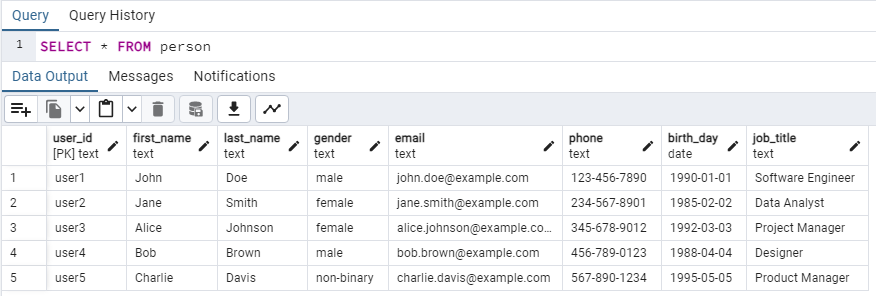 Query Query History
1 SELECT * FROM person
Data Output Messages Notifications
user_id first_name last_name gender email phone birth_day job_title
[PK] text text text text text text date text
1 user1 John Doe male john.doe@example.com 123-456-7890 1990-01-01 Software Engineer
2 user2 Jane Smith female jane.smith@example.com 234-567-8901 1985-02-02 Data Analyst
3 user3 Alice Johnson female alice.johnson@example.co... 345-678-9012 1992-03-03 Project Manager
4 user4 Bob Brown male bob.brown@example.com 456-789-0123 1988-04-04 Designer
5 user5 Charlie Davis non-binary charlie.davis@example.com 567-890-1234 1995-05-05 Product Manager